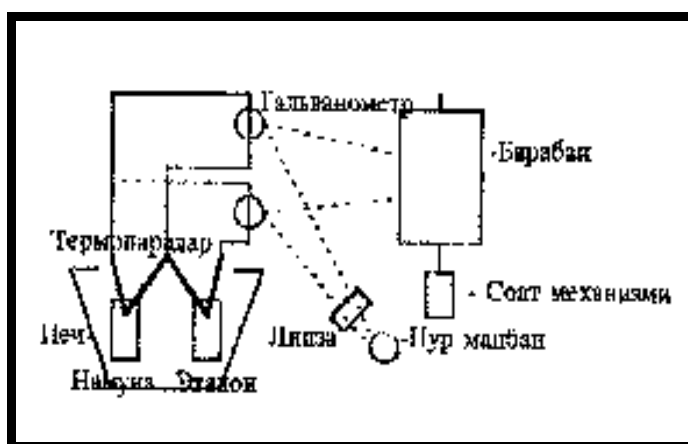 Гальванометр
Барабан
Термопаралар
Соат механизми
Печ
Линза
Нур манбаи
Намуна Эталон